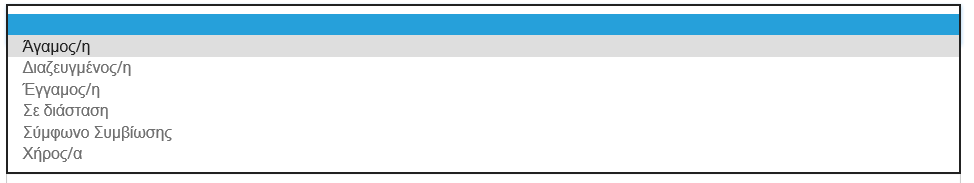 Άγαμος/η
Διαζευγμένος/η
Έγγαμος/η
Σε διάσταση
Σύμφωνο Συμβίωσης
Χήρος/α